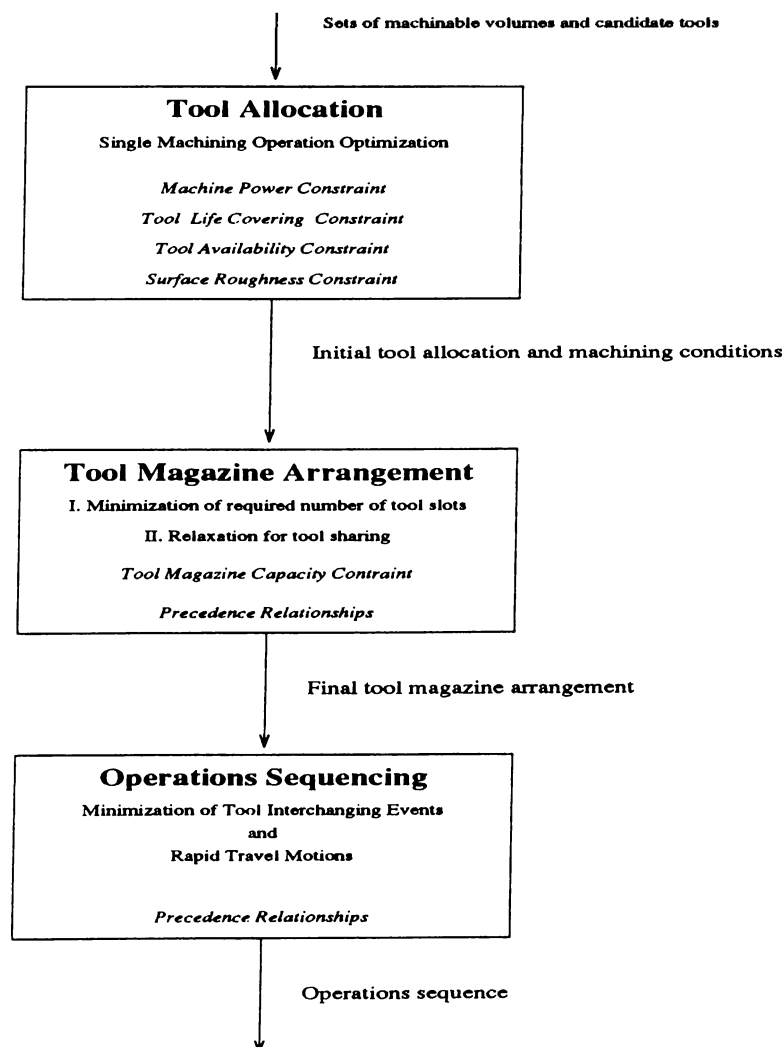 Sets of machinable volumes and candidate tools
Tool Allocation
Single Machining Operation Optimization
Machine Power Constraint
Tool Life Covering Constraint
Tool Availability Constraint
Surface Roughness Constraint
Initial tool allocation and machining conditions
Tool Magazine Arrangement
I. Minimization of required number of tool slots
II. Relaxation for tool sharing
Tool Magazine Capacity Contraint
Precedence Relationships
Final tool magazine arrangement
Operations Sequencing
Minimization of Tool Interchanging Events
and
Rapid Travel Motions
Precedence Relationships
Operations sequence